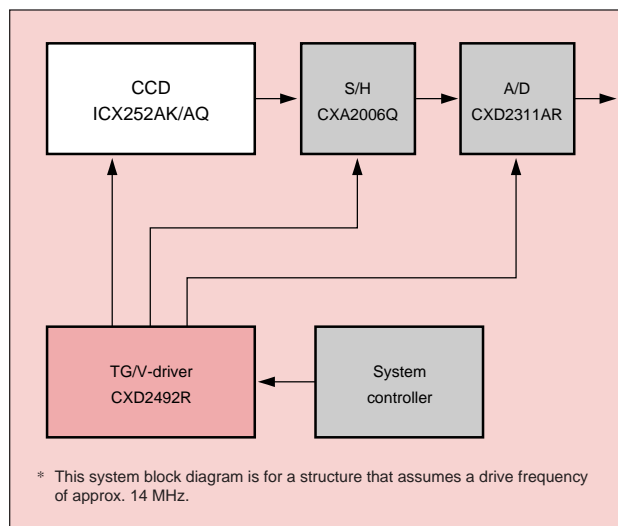 CCD
ICX252AK/AQ
S/H
CXA2006Q
A/D
CXD2311AR
TG/V-driver
CXD2492R
System
controller
* This system block diagram is for a structure that assumes a drive frequency
of approx. 14 MHz.